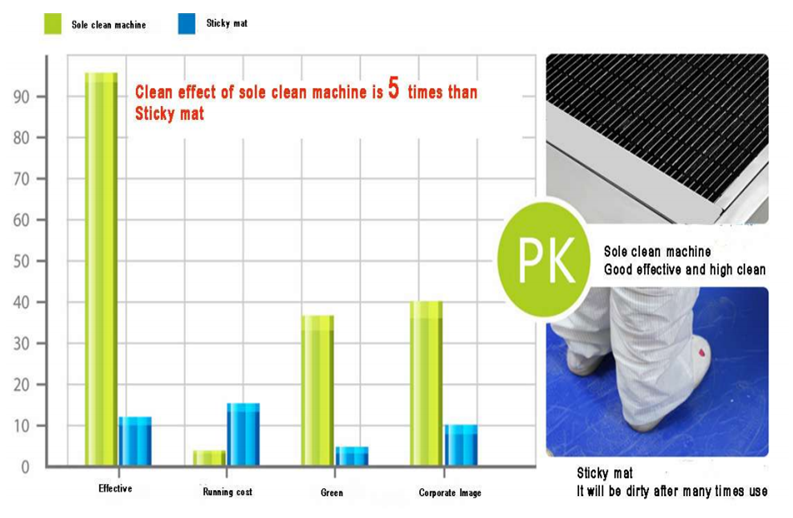 Sole clean machine
Sticky mat
Clean effect of sole clean machine is 5 times than
Sticky mat
90
80
70
60
50
40
30
20
10
0
Effective
Running cost
Green
Corporate Image
PK
Sole clean machine
Good effective and high clean
Sticky mat
It will be dirty after many times use